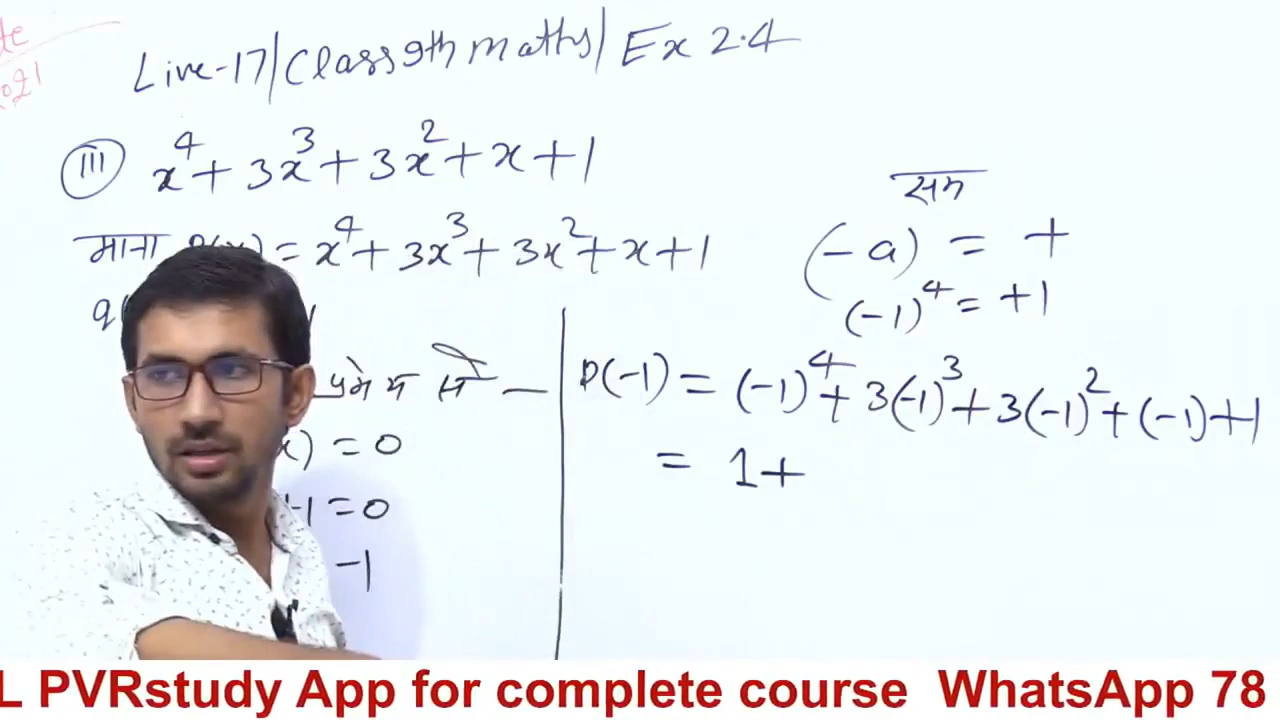 te
2021
Live-17/Class 9th maths/Ex 2.4
(III) x⁴ + 3x³ + 3x² + x + 1
माना p(x) = x⁴ + 3x³ + 3x² + x + 1
q(
x) = 0
+1 = 0
-1
सम
(-a) = +
(-1)⁴ = +1
P(-1) = (-1)⁴ + 3(-1)³ + 3(-1)² + (-1) + 1
= 1 +
L PVRstudy App for complete course WhatsApp 78